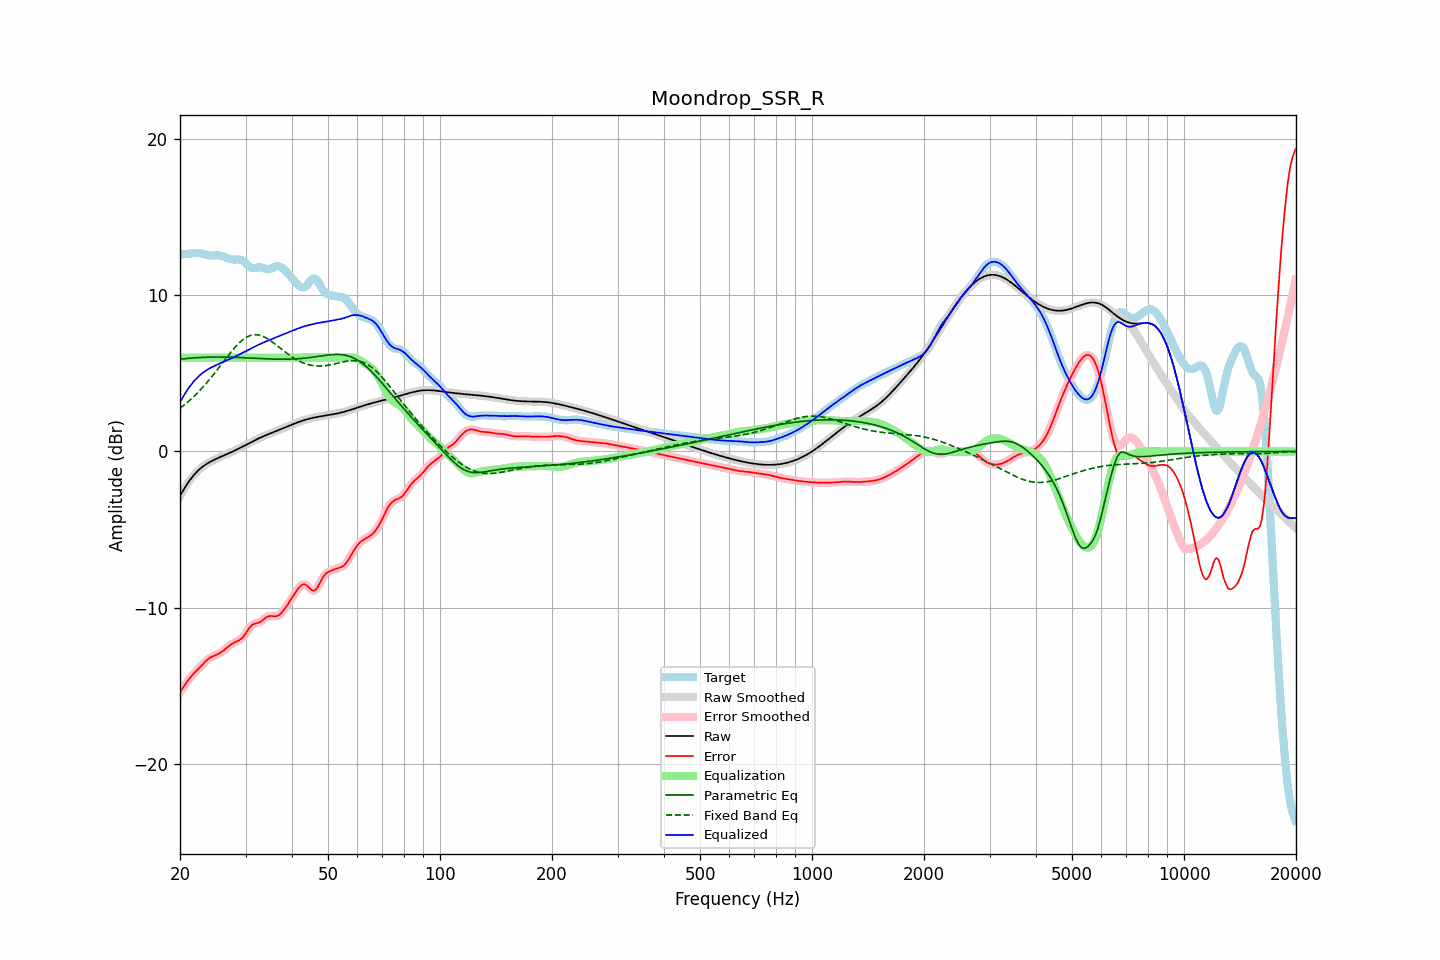 Moondrop_SSR_R
Amplitude (dBr)
20
10
0
−10
−20
Target
Raw Smoothed
Error Smoothed
Raw
Error
Equalization
Parametric Eq
Fixed Band Eq
Equalized
20
50
100
200
500
1000
2000
5000
10000
20000
Frequency (Hz)